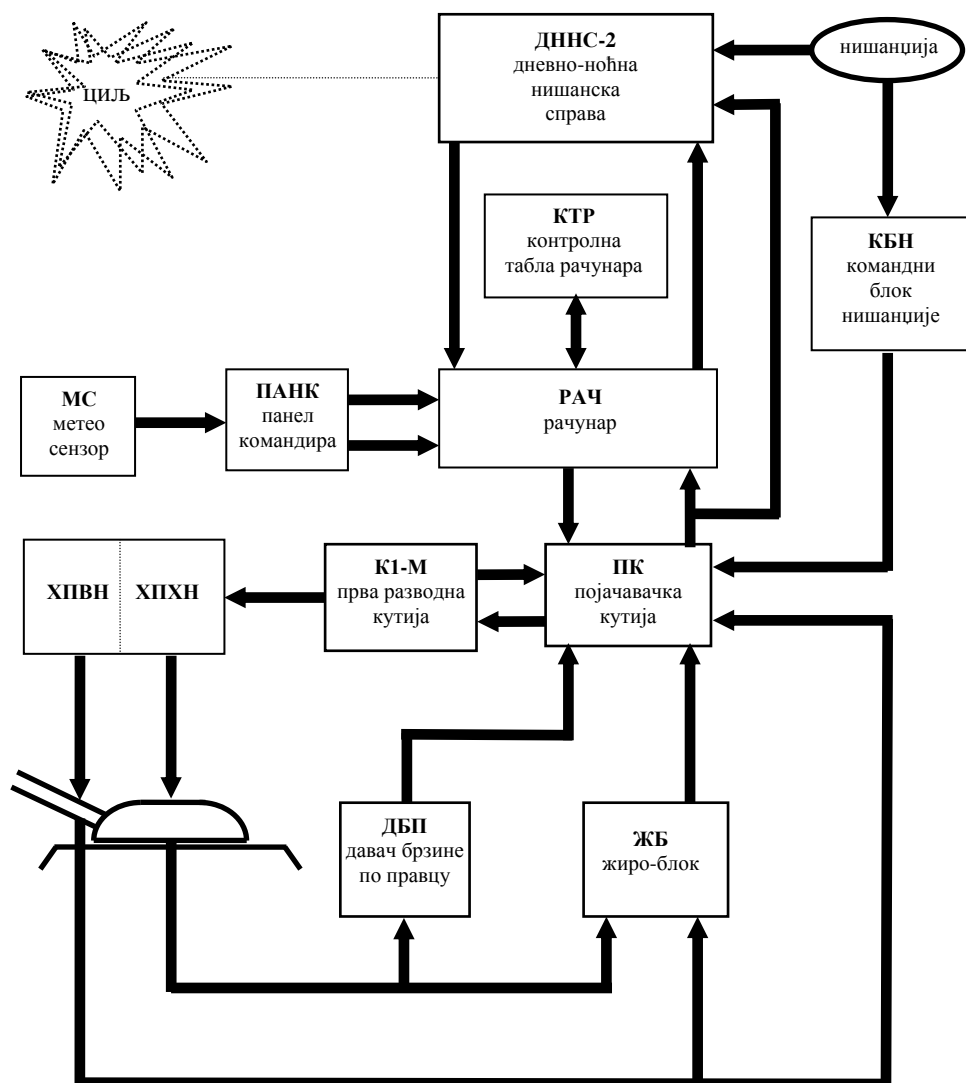 ДННС-2
дневно-ноћна
нишанска
справа
нишанџија
циљ
КТР
контролна
табла рачунара
КБН
командни
блок
нишанџије
МС
метео
сензор
ПАНК
панел
командира
РАЧ
рачунар
ХПВН
ХПХН
К1-М
прва разводна
кутија
ПК
појачавачка
кутија
ДБП
давач брзине
по правцу
ЖБ
жиро-блок